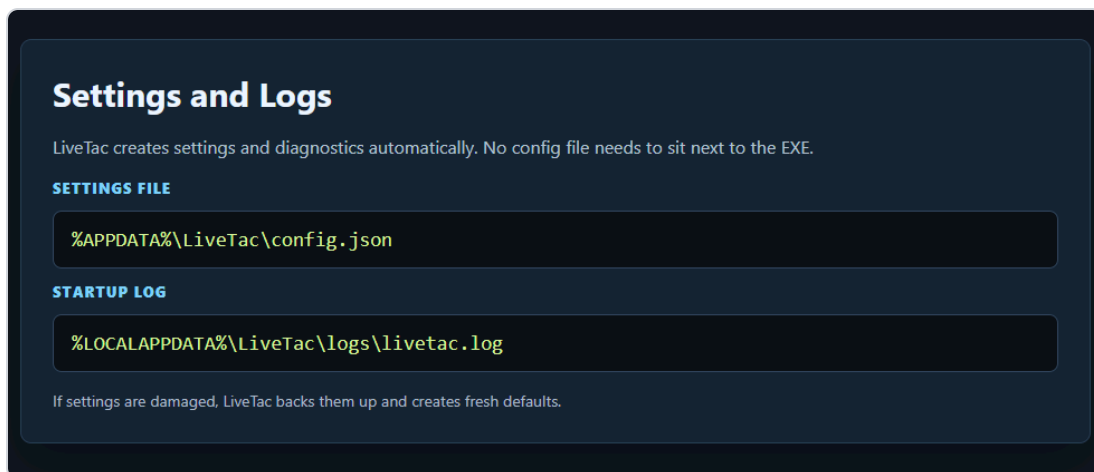 Settings and Logs
LiveTac creates settings and diagnostics automatically. No config file needs to sit next to the EXE.
SETTINGS FILE
%APPDATA%\LiveTac\config.json
STARTUP LOG
%LOCALAPPDATA%\LiveTac\logs\livetac.log
If settings are damaged, LiveTac backs them up and creates fresh defaults.